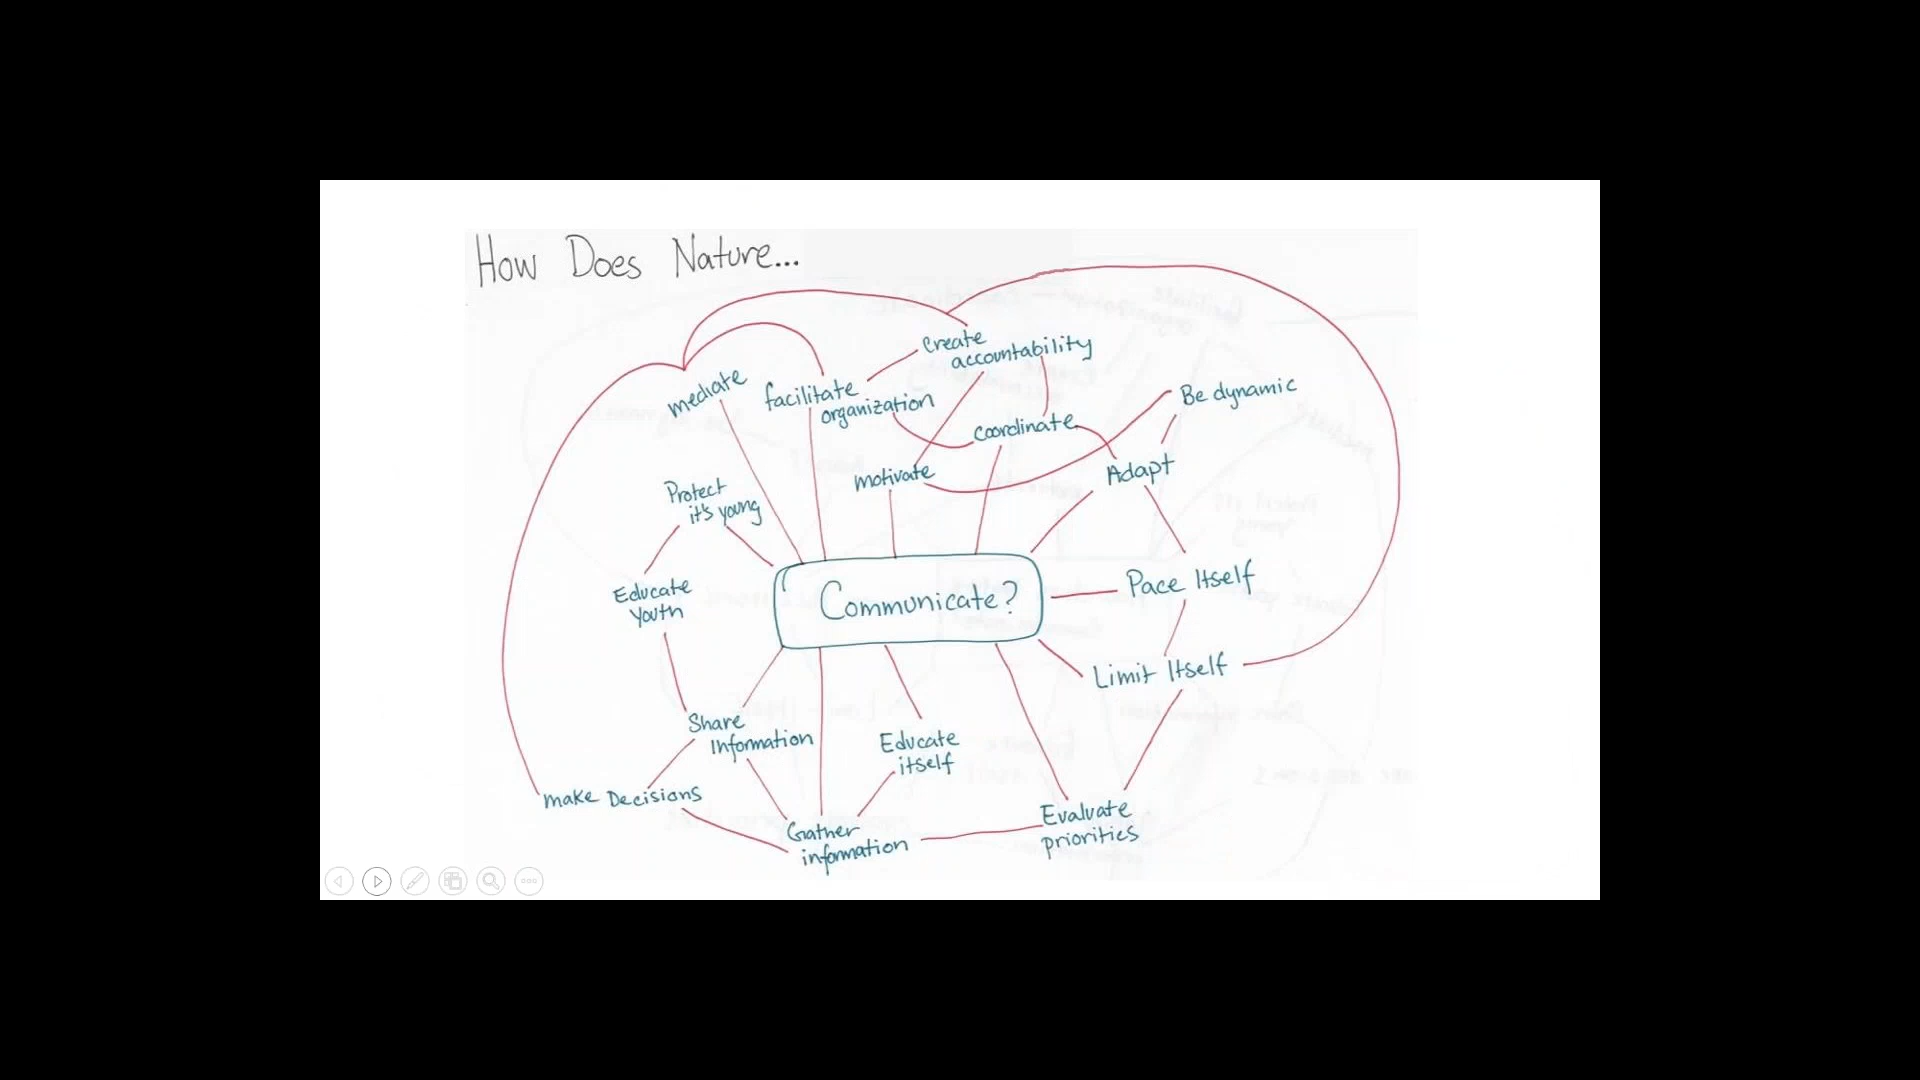 How Does Nature...
create
accountability
mediate
facilitate
organization
Be dynamic
coordinate
motivate
Adapt
Protect
it's young
Educate
Youth
Communicate?
Pace Itself
Limit Itself
Share
Information
Educate
itself
make Decisions
Gather
information
Evaluate
priorities